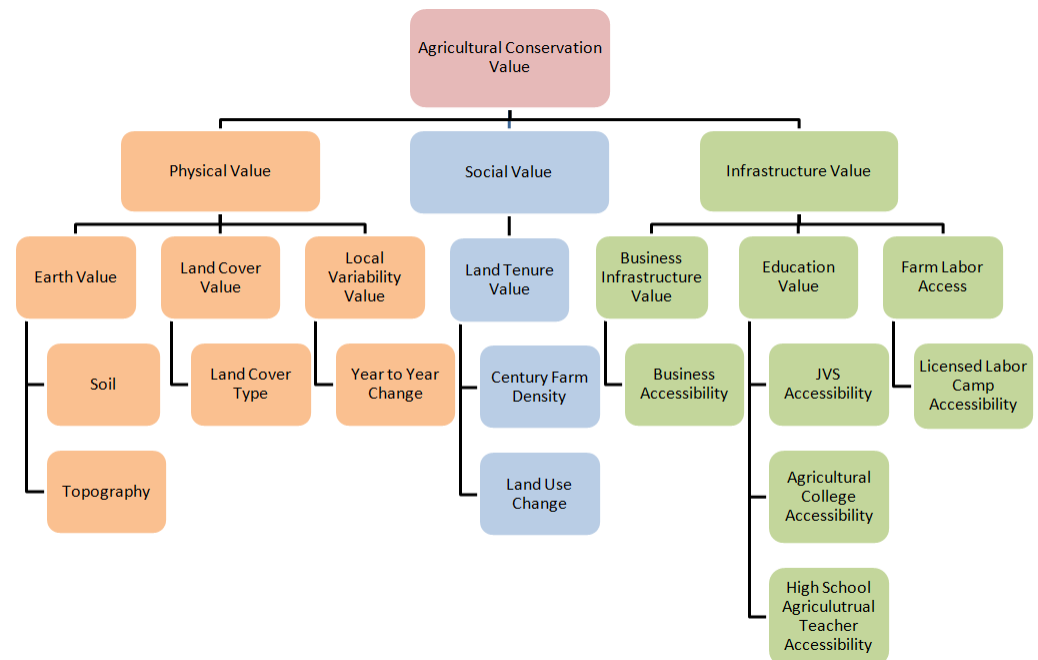 Agricultural Conservation
Value
Physical Value
Social Value
Infrastructure Value
Earth Value
Land Cover
Value
Local
Variability
Value
Land Tenure
Value
Business
Infrastructure
Value
Education
Value
Farm Labor
Access
Soil
Land Cover
Type
Year to Year
Change
Century Farm
Density
Business
Accessibility
JVS
Accessibility
Licensed Labor
Camp
Accessibility
Topography
Land Use
Change
Agricultural
College
Accessibility
High School
Agriculutrual
Teacher
Accessibility